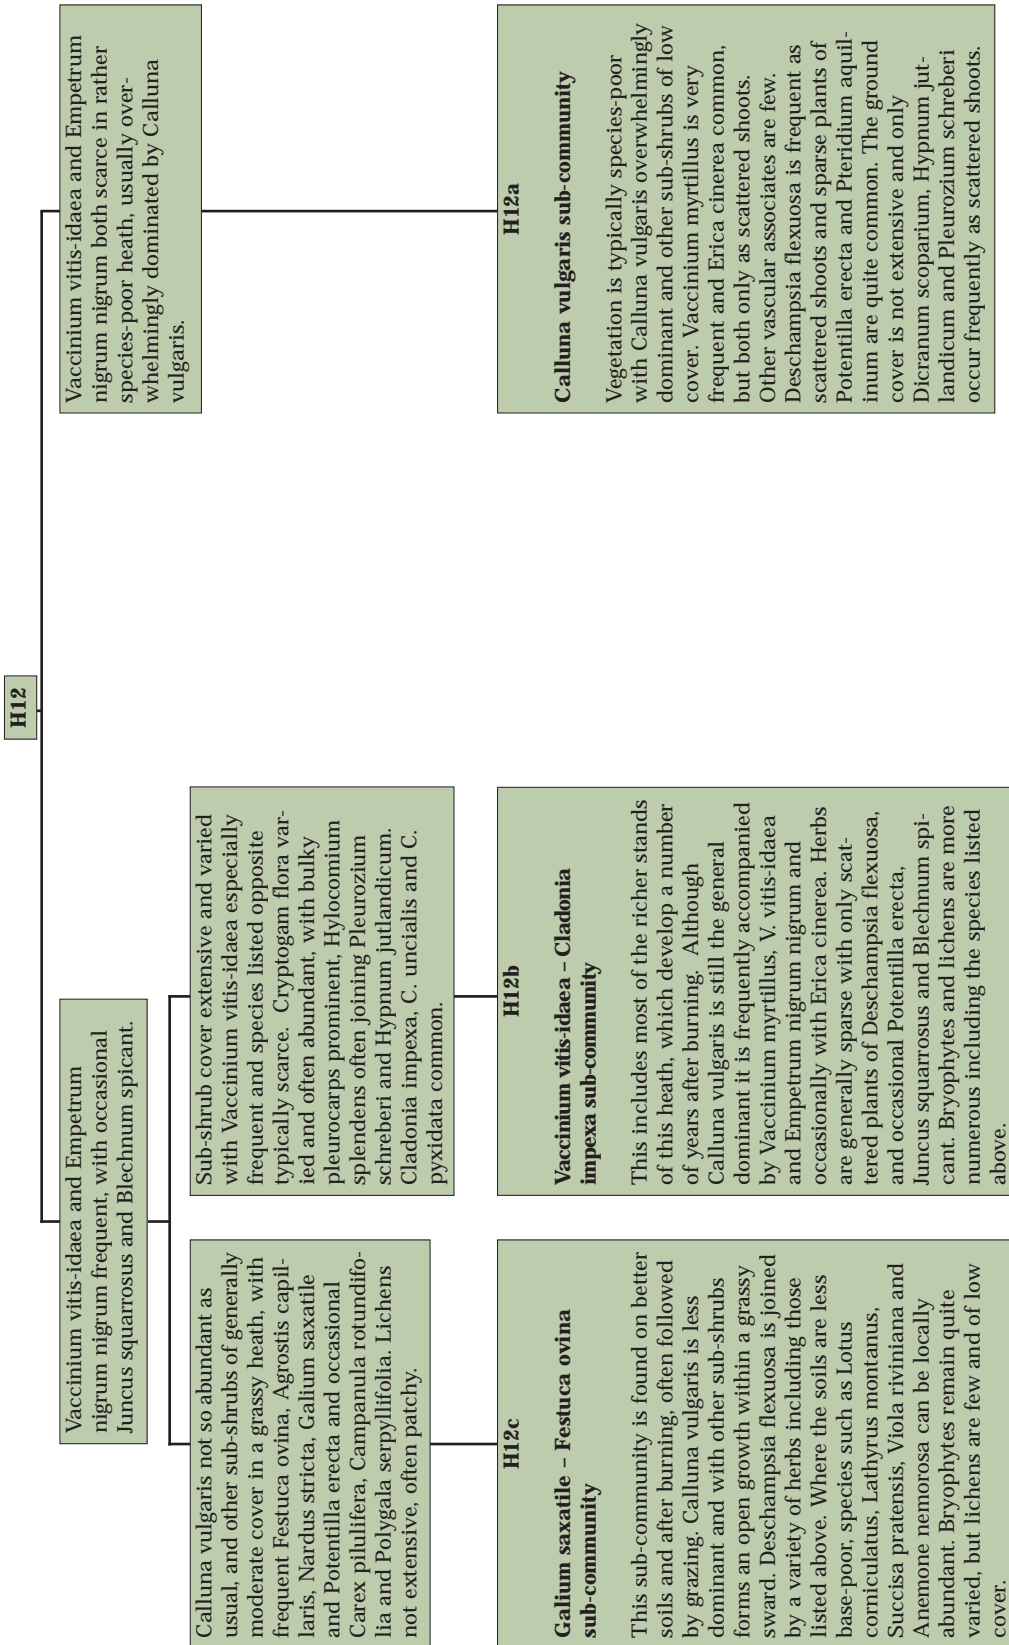 H12
Vaccinium vitis-idaea and Empetrum
nigrum nigrum frequent, with occasional
Juncus squarrosus and Blechnum spicant.
Vaccinium vitis-idaea and Empetrum
nigrum nigrum both scarce in rather
species-poor heath, usually over-
whelmingly dominated by Calluna
vulgaris.
Calluna vulgaris not so abundant as
usual, and other sub-shrubs of generally
moderate cover in a grassy heath, with
frequent Festuca ovina, Agrostis capil-
laris, Nardus stricta, Galium saxatile
and Potentilla erecta and occasional
Carex pilulifera, Campanula rotundifo-
lia and Polygala serpyllifolia. Lichens
not extensive, often patchy.
Sub-shrub cover extensive and varied
with Vaccinium vitis-idaea especially
frequent and species listed opposite
typically scarce. Cryptogam flora var-
ied and often abundant, with bulky
pleurocarps prominent, Hylocomium
splendens often joining Pleurozium
schreberi and Hypnum jutlandicum.
Cladonia impexa, C. uncialis and C.
pyxidata common.
H12c
Galium saxatile – Festuca ovina
sub-community
This sub-community is found on better
soils and after burning, often followed
by grazing. Calluna vulgaris is less
dominant and with other sub-shrubs
forms an open growth within a grassy
sward. Deschampsia flexuosa is joined
by a variety of herbs including those
listed above. Where the soils are less
base-poor, species such as Lotus
corniculatus, Lathyrus montanus,
Succisa pratensis, Viola riviniana and
Anemone nemorosa can be locally
abundant. Bryophytes remain quite
varied, but lichens are few and of low
cover.
H12b
Vaccinium vitis-idaea – Cladonia
impexa sub-community
This includes most of the richer stands
of this heath, which develop a number
of years after burning. Although
Calluna vulgaris is still the general
dominant it is frequently accompanied
by Vaccinium myrtillus, V. vitis-idaea
and Empetrum nigrum nigrum and
occasionally with Erica cinerea. Herbs
are generally sparse with only scat-
tered plants of Deschampsia flexuosa,
and occasional Potentilla erecta,
Juncus squarrosus and Blechnum spi-
cant. Bryophytes and lichens are more
numerous including the species listed
above.
H12a
Calluna vulgaris sub-community
Vegetation is typically species-poor
with Calluna vulgaris overwhelmingly
dominant and other sub-shrubs of low
cover. Vaccinium myrtillus is very
frequent and Erica cinerea common,
but both only as scattered shoots.
Other vascular associates are few.
Deschampsia flexuosa is frequent as
scattered shoots and sparse plants of
Potentilla erecta and Pteridium aquil-
inum are quite common. The ground
cover is not extensive and only
Dicranum scoparium, Hypnum jut-
landicum and Pleurozium schreberi
occur frequently as scattered shoots.